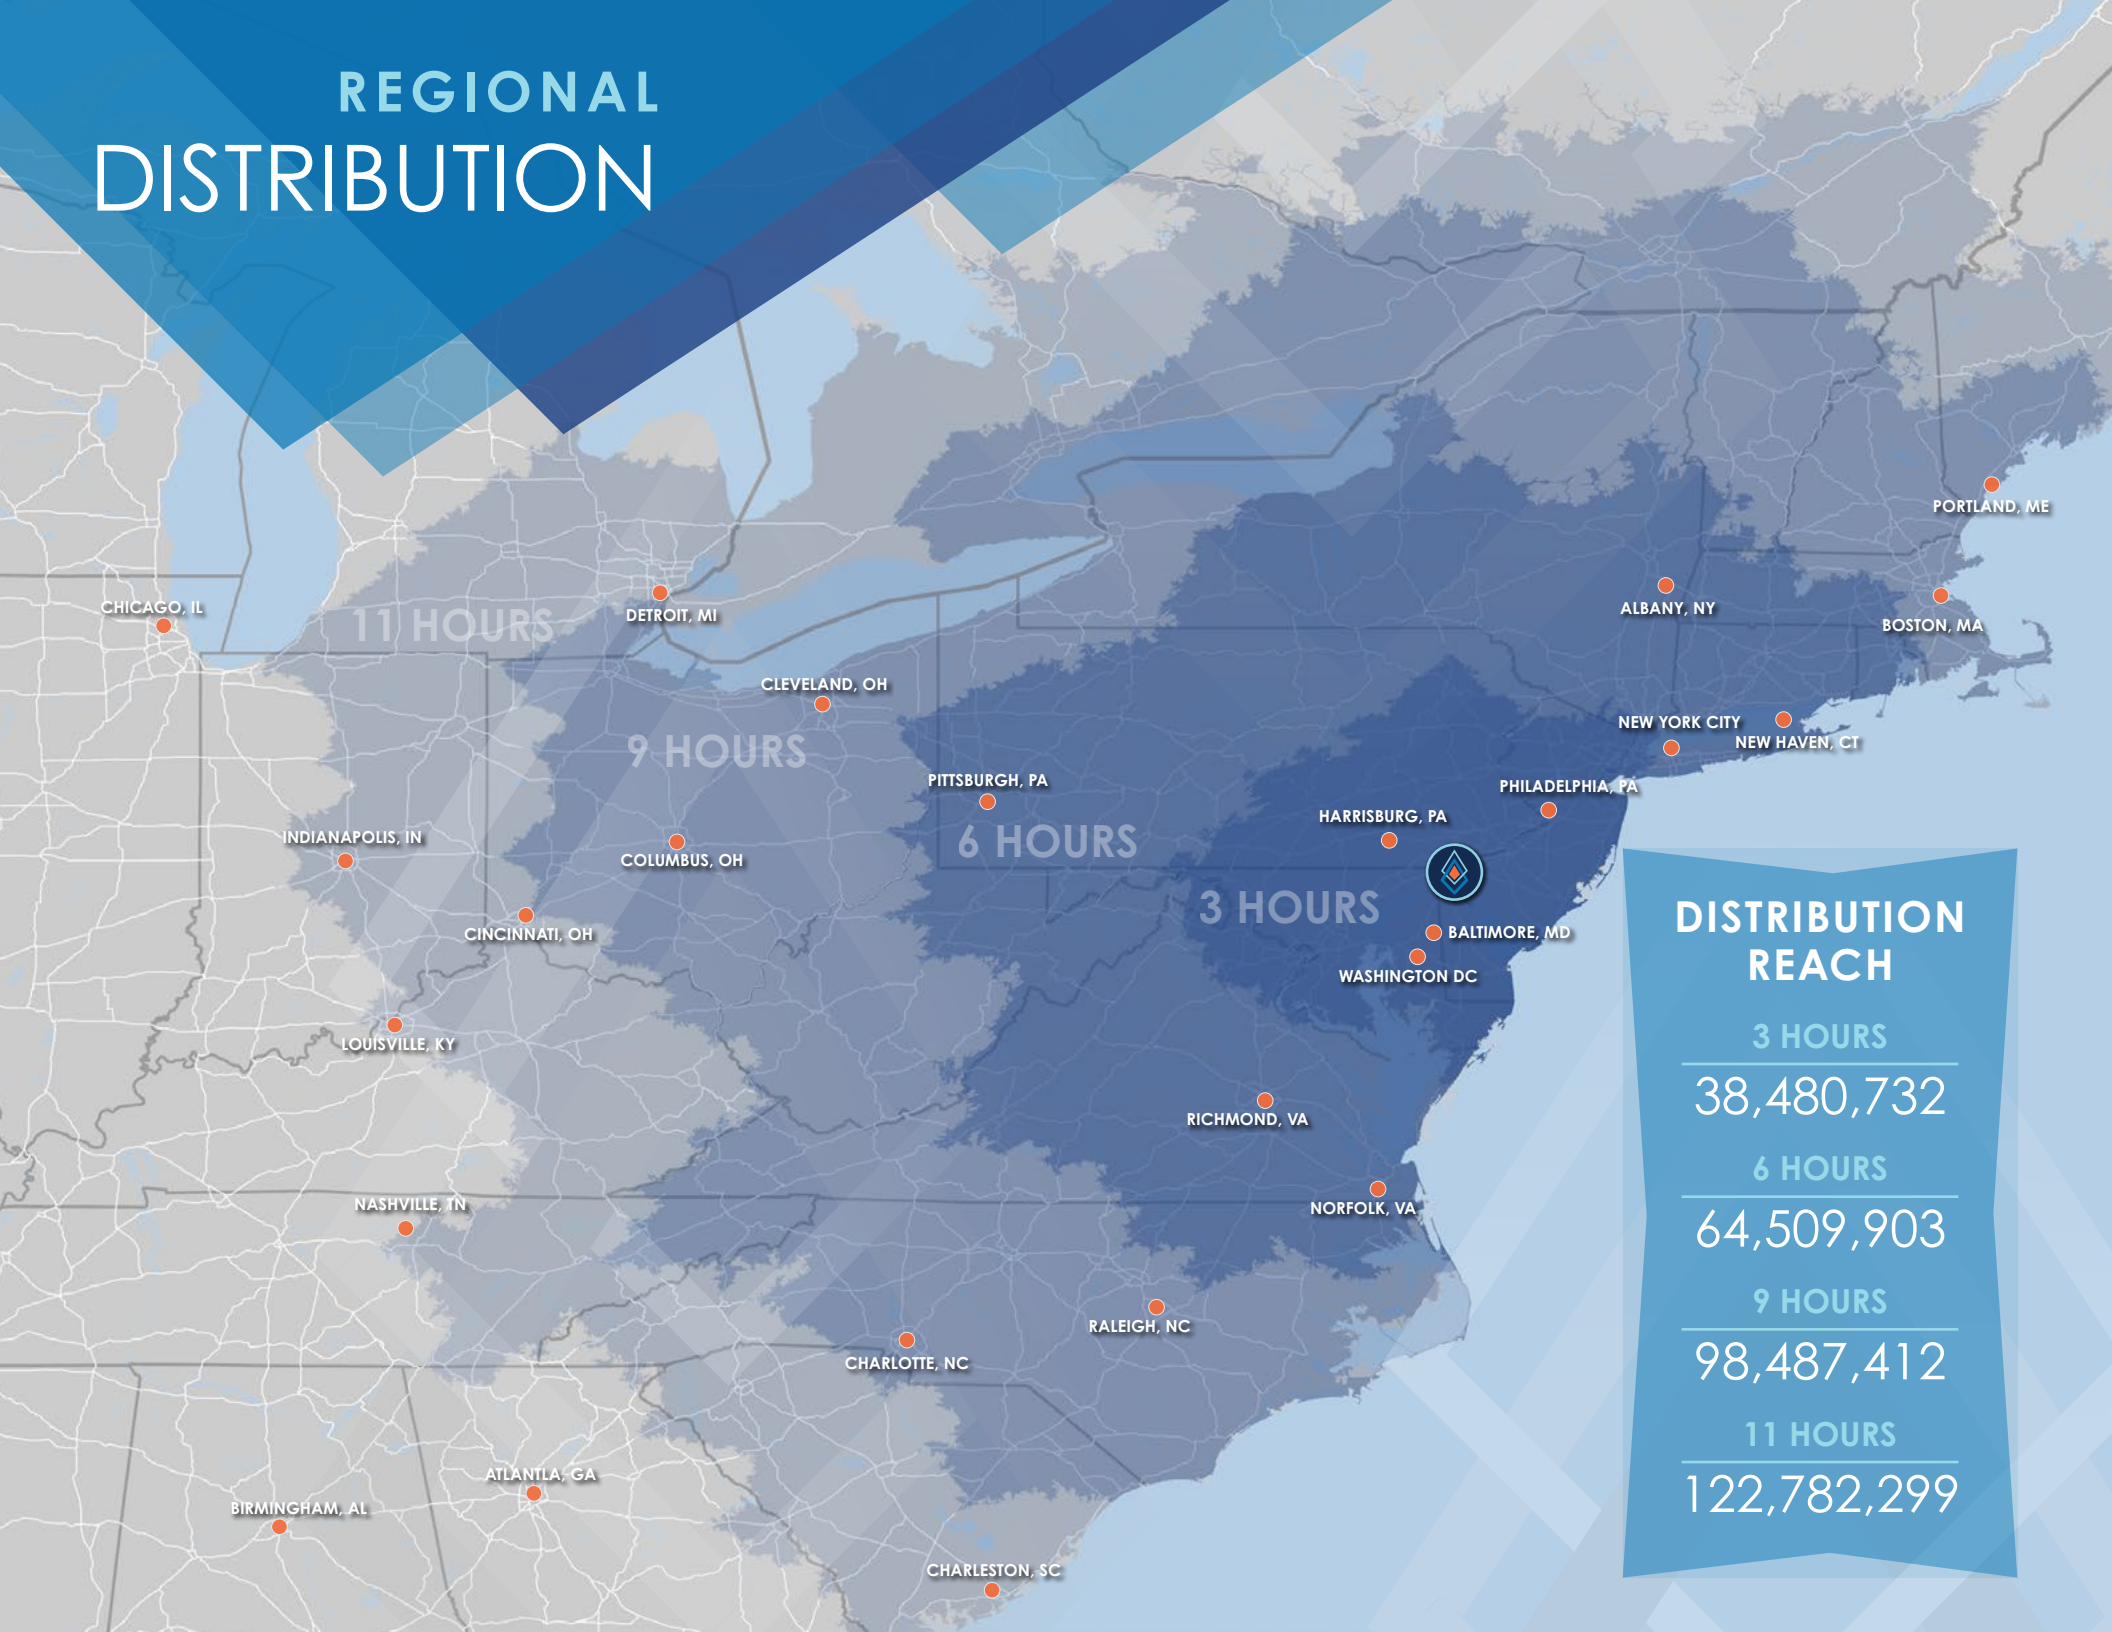 REGIONAL
DISTRIBUTION
PORTLAND, ME
CHICAGO, IL
11 HOURS
DETROIT, MI
ALBANY, NY
BOSTON, MA
CLEVELAND, OH
9 HOURS
NEW YORK CITY
NEW HAVEN, CT
PITTSBURGH, PA
PHILADELPHIA, PA
HARRISBURG, PA
6 HOURS
INDIANAPOLIS, IN
COLUMBUS, OH
3 HOURS
CINCINNATI, OH
BALTIMORE, MD
WASHINGTON DC
LOUISVILLE, KY
RICHMOND, VA
NASHVILLE, TN
NORFOLK, VA
RALEIGH, NC
CHARLOTTE, NC
ATLANTLA, GA
BIRMINGHAM, AL
CHARLESTON, SC
DISTRIBUTION
REACH
3 HOURS
38,480,732
6 HOURS
64,509,903
9 HOURS
98,487,412
11 HOURS
122,782,299